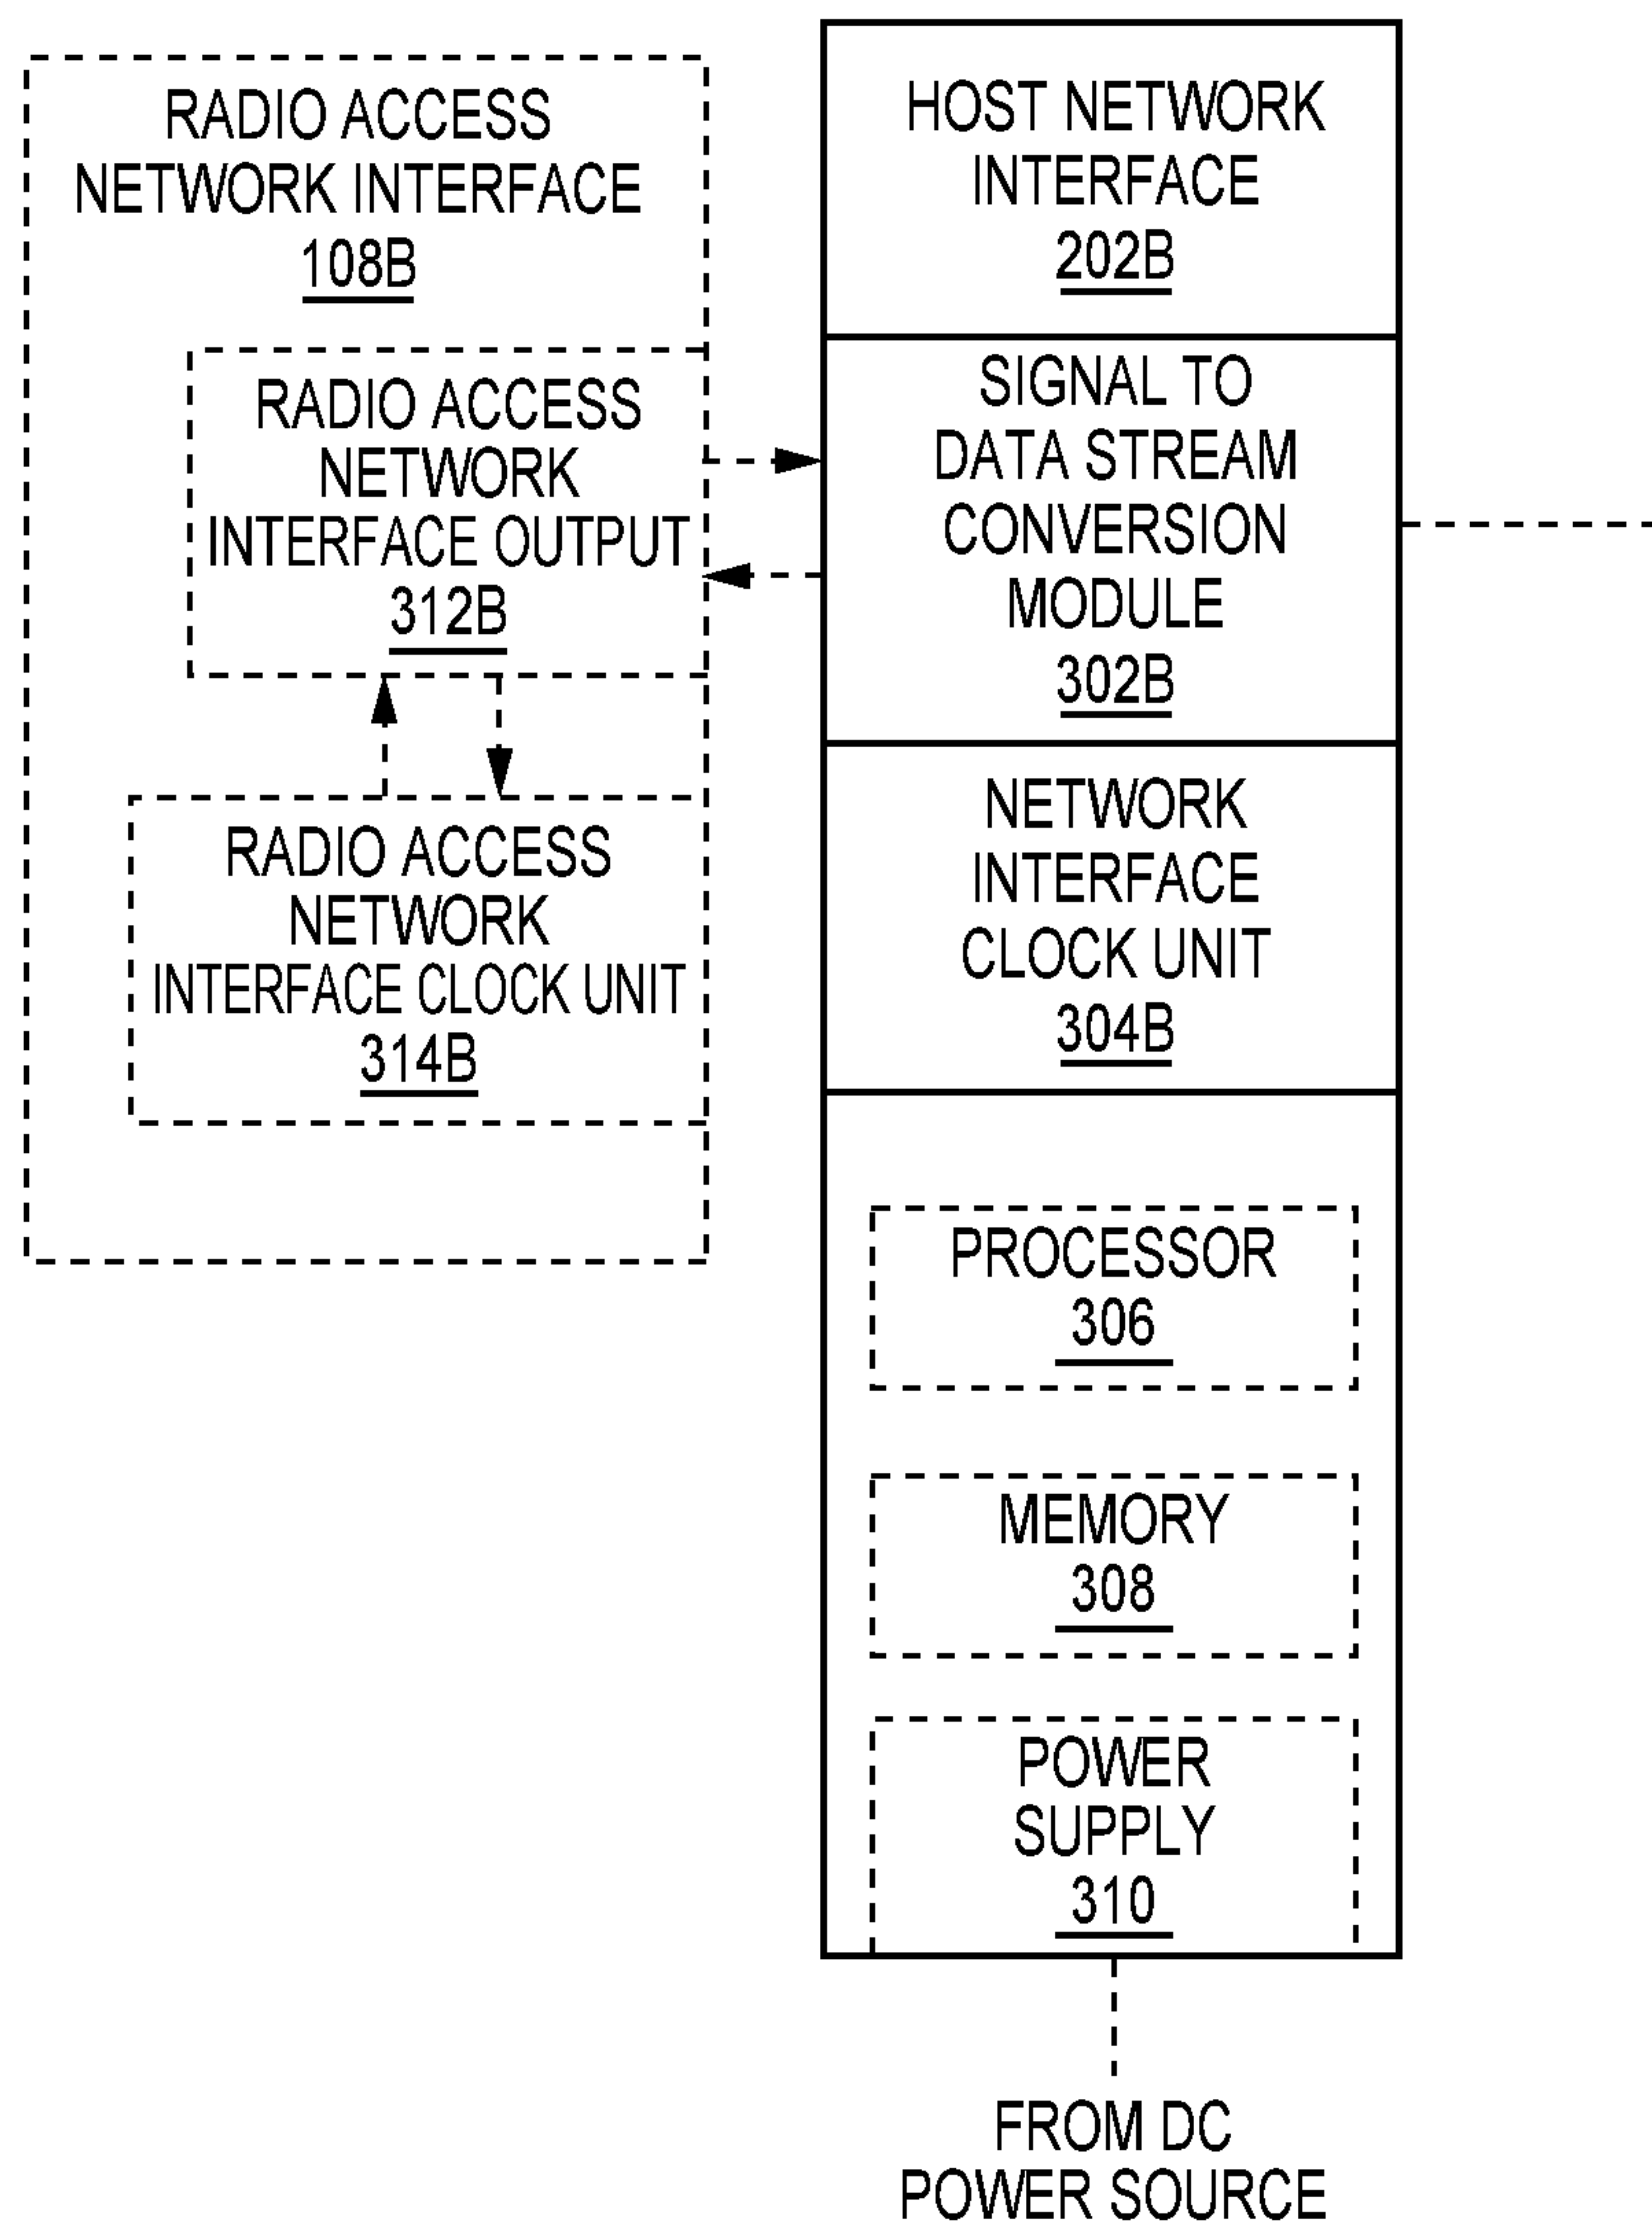 RADIO ACCESS
NETWORK INTERFACE
108B
RADIO ACCESS
NETWORK
INTERFACE OUTPUT
312B
RADIO ACCESS
NETWORK
INTERFACE CLOCK UNIT
314B
HOST NETWORK
INTERFACE
202B
SIGNAL TO
DATA STREAM
CONVERSION
MODULE
302B
NETWORK
INTERFACE
CLOCK UNIT
304B
PROCESSOR
306
MEMORY
308
POWER
SUPPLY
310
FROM DC
POWER SOURCE